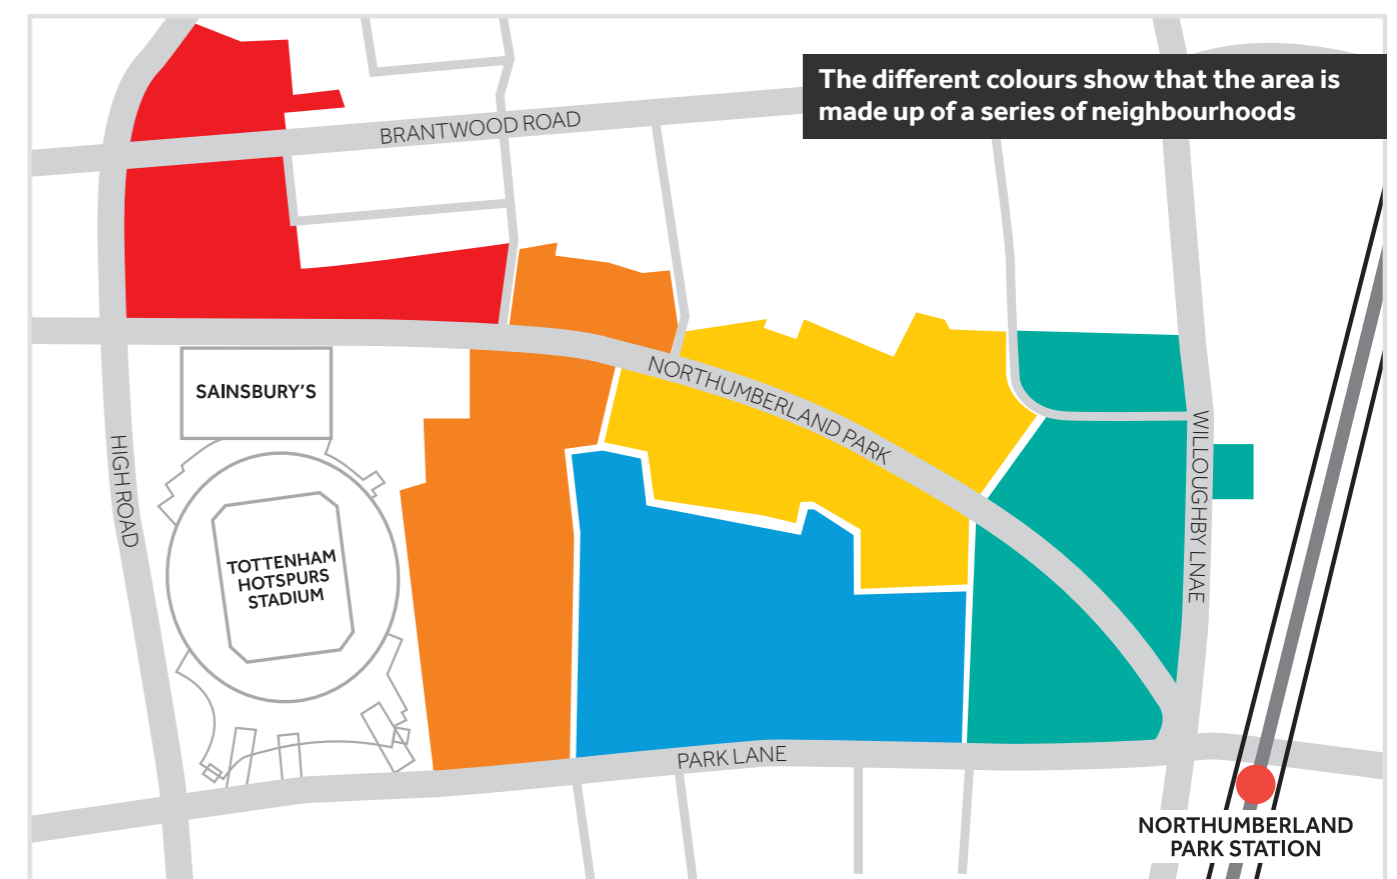 The different colours show that the area is
made up of a series of neighbourhoods
BRANTWOOD ROAD
NORTHUMBERLAND PARK
SAINSBURY'S
HIGH ROAD
WILLOUGHBY LNAE
TOTTENHAM
HOTSPURS
STADIUM
PARK LANE
NORTHUMBERLAND
PARK STATION